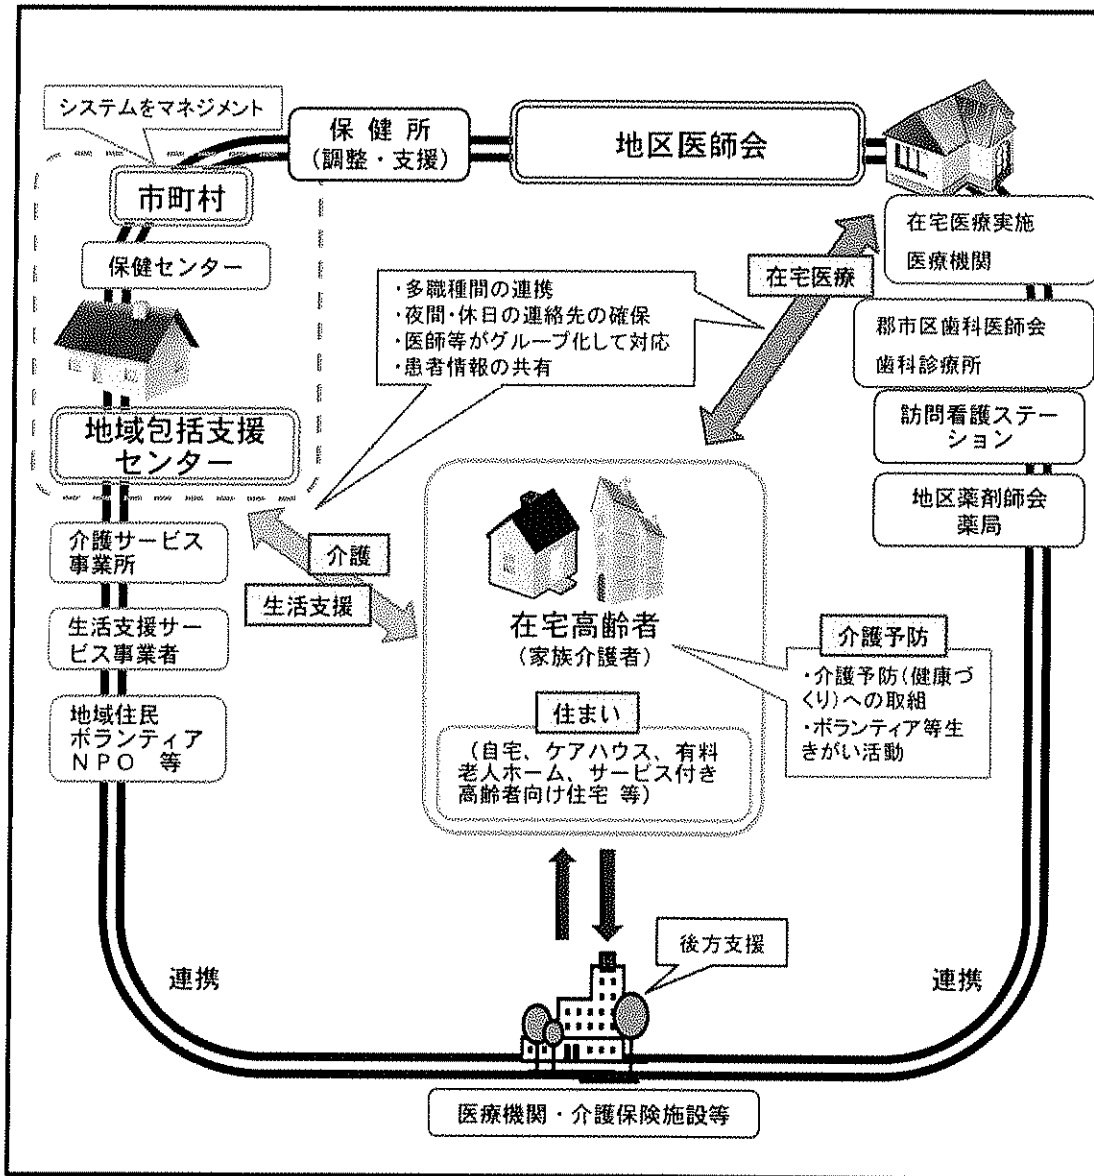 システムをマネジメント
保健所
(調整・支援)
地区医師会
市町村
保健センター
在宅医療実施
医療機関
在宅医療
・多職種間の連携
・夜間・休日の連絡先の確保
・医師等がグループ化して対応
・患者情報の共有
郡市区歯科医師会
歯科診療所
地域包括支援
センター
訪問看護ステー
ション
地区薬剤師会
薬局
介護サービス
事業所
介護
生活支援
生活支援サー
ビス事業者
在宅高齢者
(家族介護者)
介護予防
・介護予防(健康づ
くり)への取組
・ボランティア等生
きがい活動
地域住民
ボランティア
NPO 等
住まい
(自宅、ケアハウス、有料
老人ホーム、サービス付き
高齢者向け住宅 等)
後方支援
連携
連携
医療機関・介護保険施設等